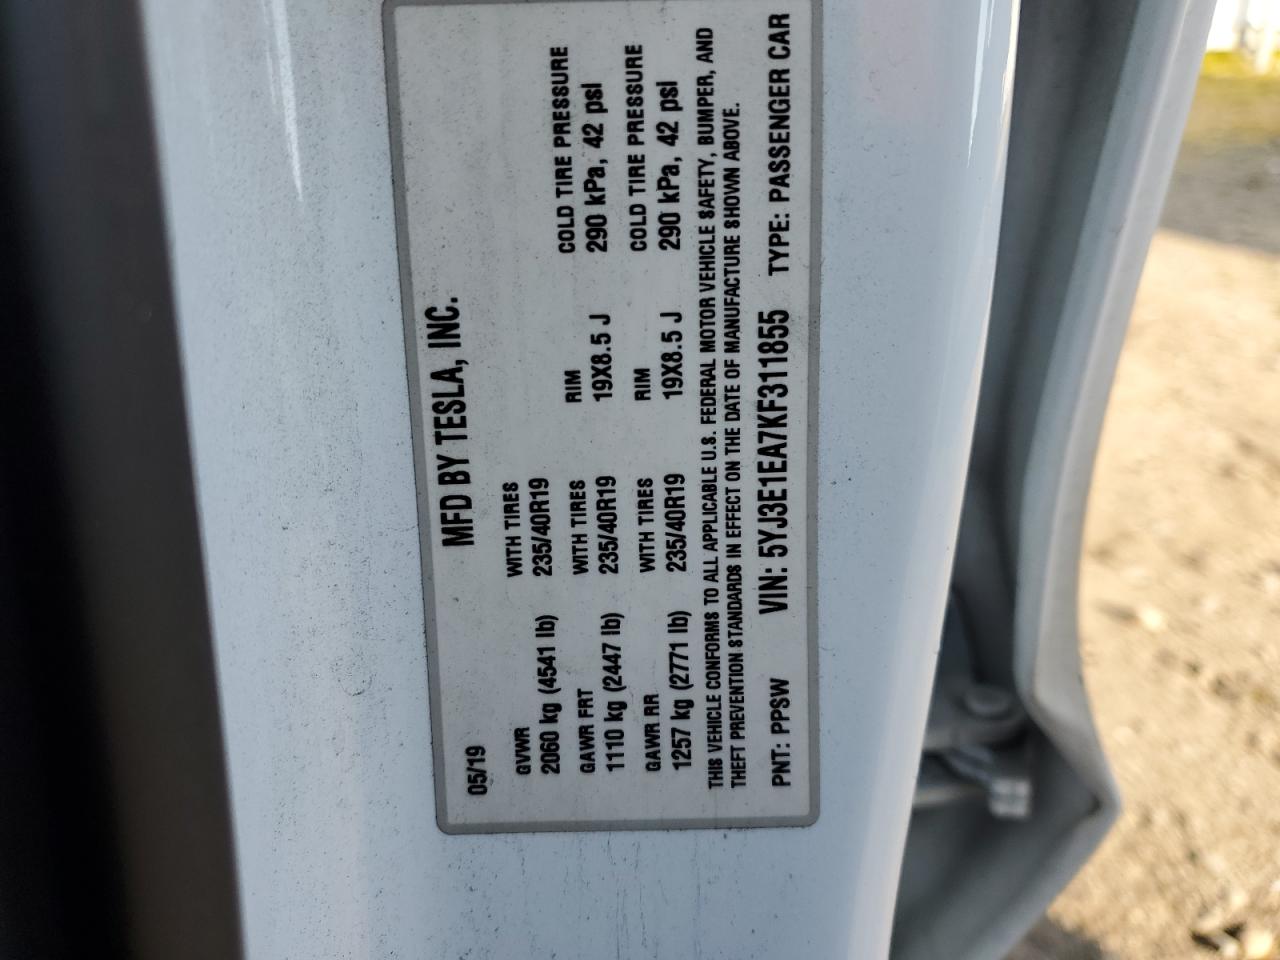 MFD BY TESLA, INC.
05/19
GVWR WITH TIRES
2060 kg (4541 lb) 235/40R19
GAWR FRT WITH TIRES RIM COLD TIRE PRESSURE
1110 kg (2447 lb) 235/40R19 19X8.5 J 290 kPa, 42 psl
GAWR RR WITH TIRES RIM COLD TIRE PRESSURE
1257 kg (2771 lb) 235/40R19 19X8.5 J 290 kPa, 42 psl
THIS VEHICLE CONFORMS TO ALL APPLICABLE U.S. FEDERAL MOTOR VEHICLE SAFETY, BUMPER, AND
THEFT PREVENTION STANDARDS IN EFFECT ON THE DATE OF MANUFACTURE SHOWN ABOVE.
PNT: PPSW VIN: 5YJ3E1EA7KF311855 TYPE: PASSENGER CAR